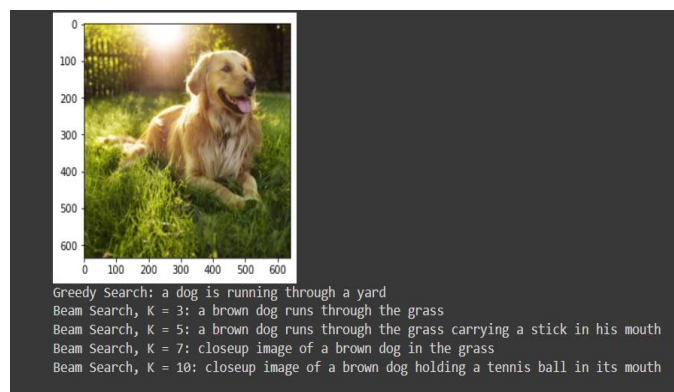 0
100
200
300
400
500
600
0 100 200 300 400 500 600
Greedy Search: a dog is running through a yard
Beam Search, K = 3: a brown dog runs through the grass
Beam Search, K = 5: a brown dog runs through the grass carrying a stick in his mouth
Beam Search, K = 7: closeup image of a brown dog in the grass
Beam Search, K = 10: closeup image of a brown dog holding a tennis ball in its mouth